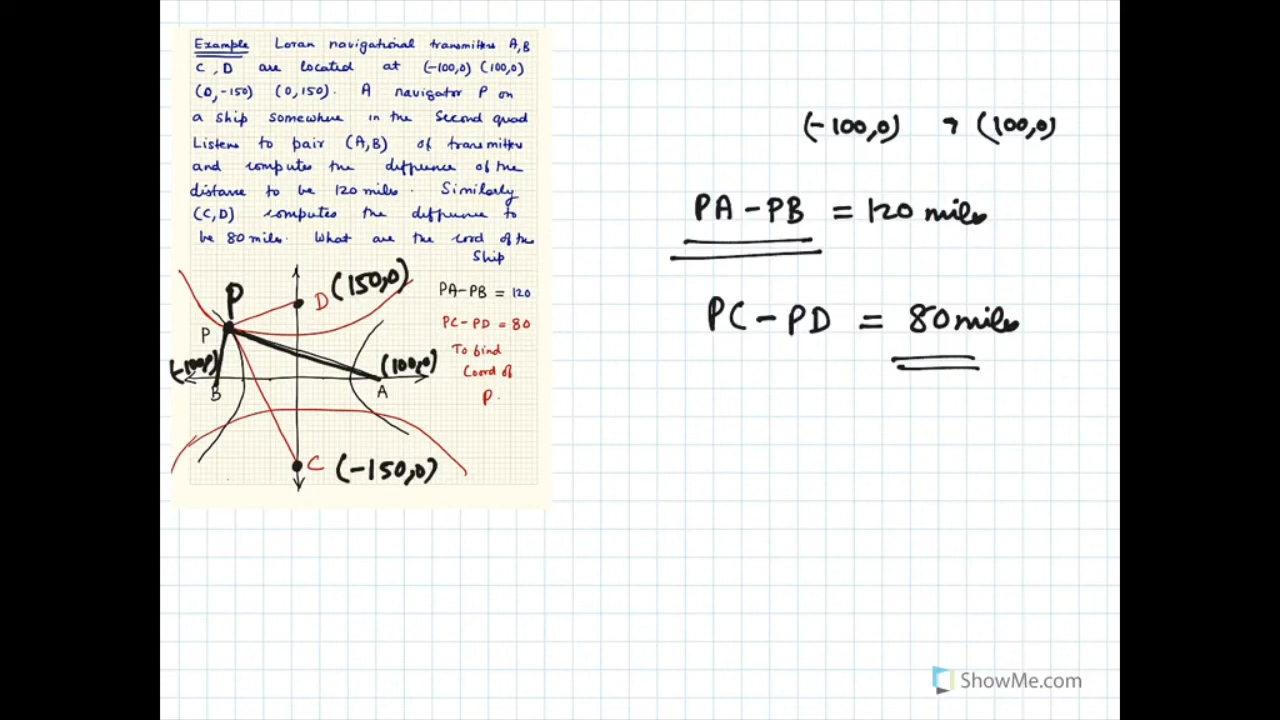 Example Loran navigational transmitters A,B
C, D are located at (-100,0) (100,0)
(0,-150) (0,150). A navigator P on
a ship somewhere in the Second quad
Listens to pair (A,B) of transmitters
and computes the difference of the
distance to be 120 miles. Similarly
(C,D) computes the difference to
be 80 miles. What are the cord of the
Ship
P
D (150,0)
PA-PB = 120
P
PC-PD = 80
To find
Coord of
P.
(100,0)
B
A
C (-150,0)
(-100,0) , (100,0)
PA - PB = 120 miles
PC - PD = 80 miles
ShowMe.com